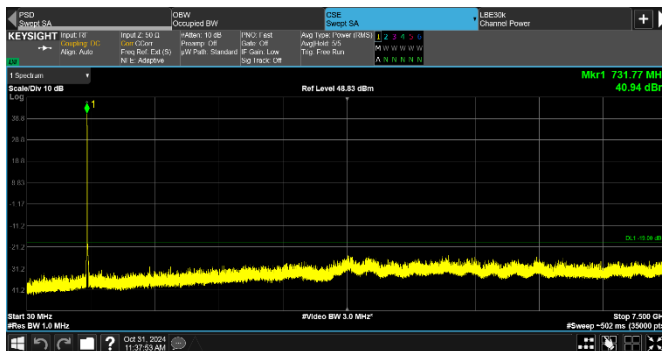 PSD
Swept SA
OBW
Occupied BW
CSE
Swept SA
LBE30k
Channel Power
KEYSIGHT Input: RF
Coupling: DC
Align: Auto
Input Z: 50 Ω
Corr CCorr
Freq Ref: Ext (S)
NFE: Adaptive
#Atten: 10 dB
Preamp: Off
µW Path: Standard
PNO: Fast
Gate: Off
IF Gain: Low
Sig Track: Off
Avg Type: Power (RMS)
Avg|Hold: 5/5
Trig: Free Run
1 2 3 4 5 6
M W W W W W
A N N N N N
1 Spectrum
Scale/Div 10 dB
Log
Ref Level 48.83 dBm
Mkr1 731.77 MH
40.94 dBr
1
38.8
28.8
18.8
8.83
-1.17
-11.2
-21.2
-31.2
-41.2
Start 30 MHz
#Res BW 1.0 MHz
#Video BW 3.0 MHz*
Stop 7.500 GH
#Sweep ~502 ms (35000 pts
Oct 31, 2024
11:37:53 AM